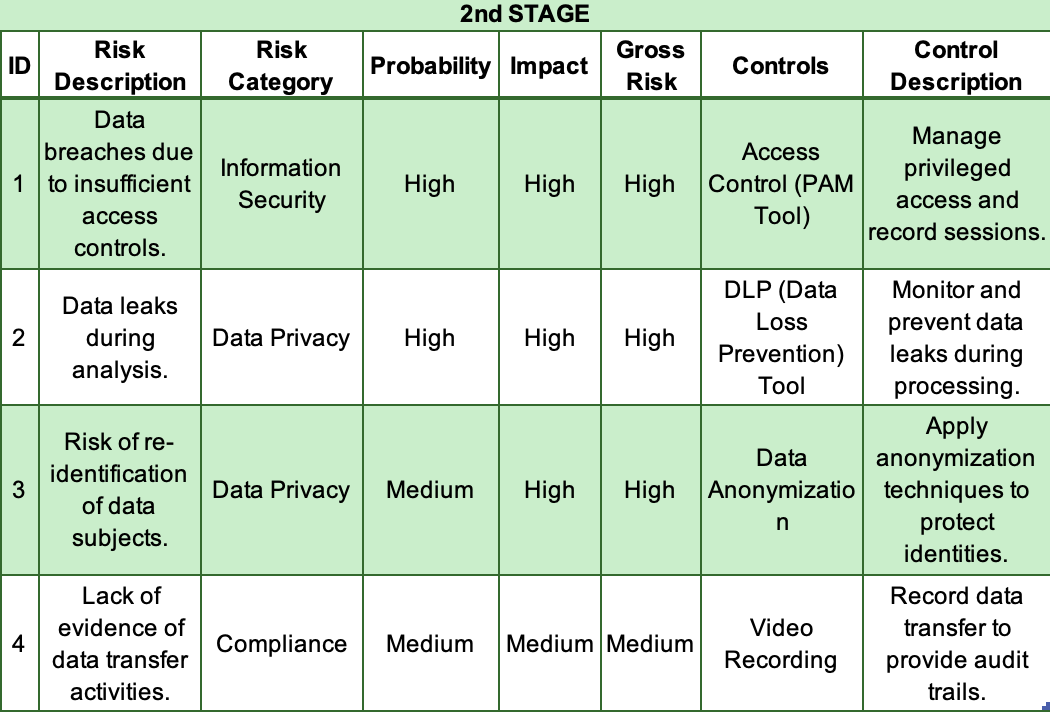 2nd STAGE
ID
Risk
Description
Risk
Category
Probability
Impact
Gross
Risk
Controls
Control
Description
1
Data
breaches due
to insufficient
access
controls.
Information
Security
High
High
High
Access
Control (PAM
Tool)
Manage
privileged
access and
record sessions.
2
Data leaks
during
analysis.
Data Privacy
High
High
High
DLP (Data
Loss
Prevention)
Tool
Monitor and
prevent data
leaks during
processing.
3
Risk of re-
identification
of data
subjects.
Data Privacy
Medium
High
High
Data
Anonymizatio
n
Apply
anonymization
techniques to
protect
identities.
4
Lack of
evidence of
data transfer
activities.
Compliance
Medium
Medium
Medium
Video
Recording
Record data
transfer to
provide audit
trails.